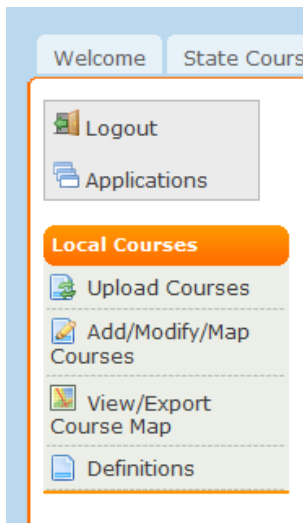 Welcome State Cours
Logout
Applications
Local Courses
Upload Courses
Add/Modify/Map
Courses
View/Export
Course Map
Definitions